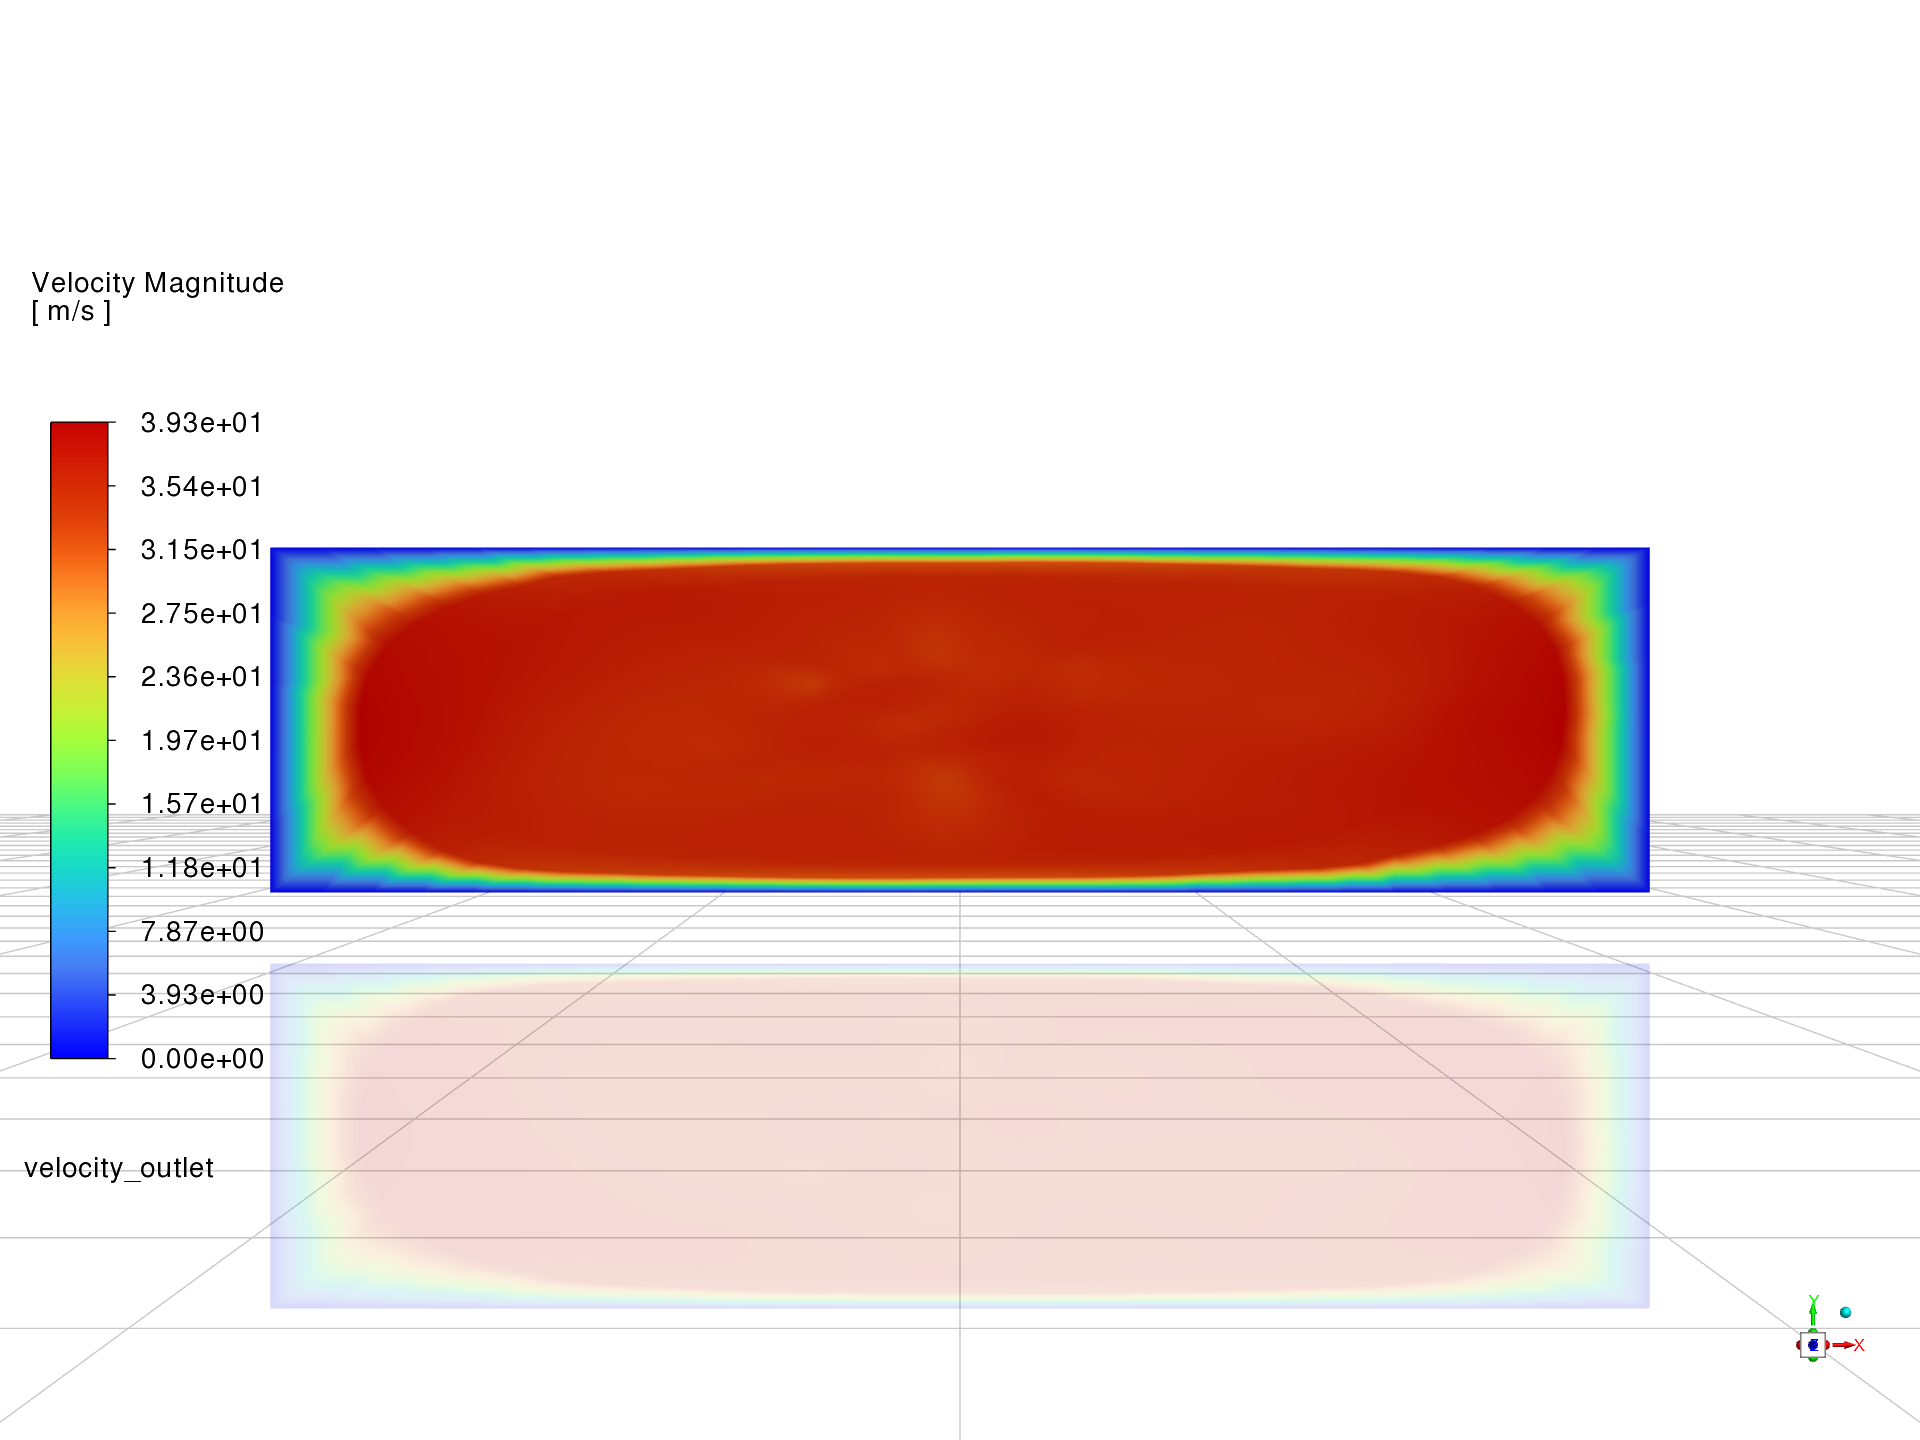 Velocity Magnitude
[ m/s ]
3.93e+01
3.54e+01
3.15e+01
2.75e+01
2.36e+01
1.97e+01
1.57e+01
1.18e+01
7.87e+00
3.93e+00
0.00e+00
velocity_outlet
Y
Z
X